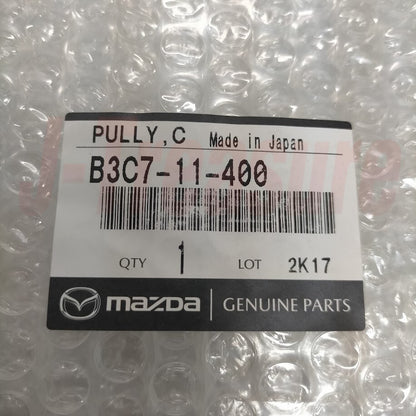 PULLY,C Made in Japan
B3C7-11-400
QTY 1 LOT 2K17
mazda GENUINE PARTS